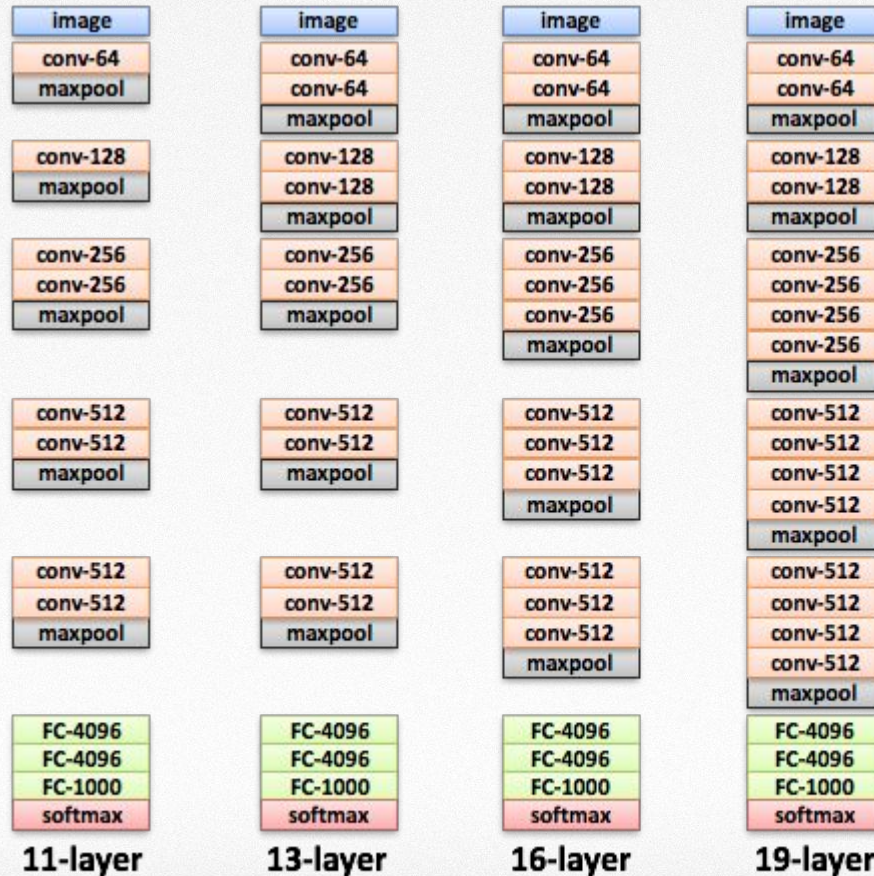 image
conv-64
maxpool
conv-128
maxpool
conv-256
conv-256
maxpool
conv-512
conv-512
maxpool
conv-512
conv-512
maxpool
FC-4096
FC-4096
FC-1000
softmax
11-layer
image
conv-64
conv-64
maxpool
conv-128
conv-128
maxpool
conv-256
conv-256
maxpool
conv-512
conv-512
maxpool
conv-512
conv-512
maxpool
FC-4096
FC-4096
FC-1000
softmax
13-layer
image
conv-64
conv-64
maxpool
conv-128
conv-128
maxpool
conv-256
conv-256
conv-256
maxpool
conv-512
conv-512
conv-512
maxpool
conv-512
conv-512
conv-512
maxpool
FC-4096
FC-4096
FC-1000
softmax
16-layer
image
conv-64
conv-64
maxpool
conv-128
conv-128
maxpool
conv-256
conv-256
conv-256
conv-256
maxpool
conv-512
conv-512
conv-512
conv-512
maxpool
conv-512
conv-512
conv-512
conv-512
maxpool
FC-4096
FC-4096
FC-1000
softmax
19-layer